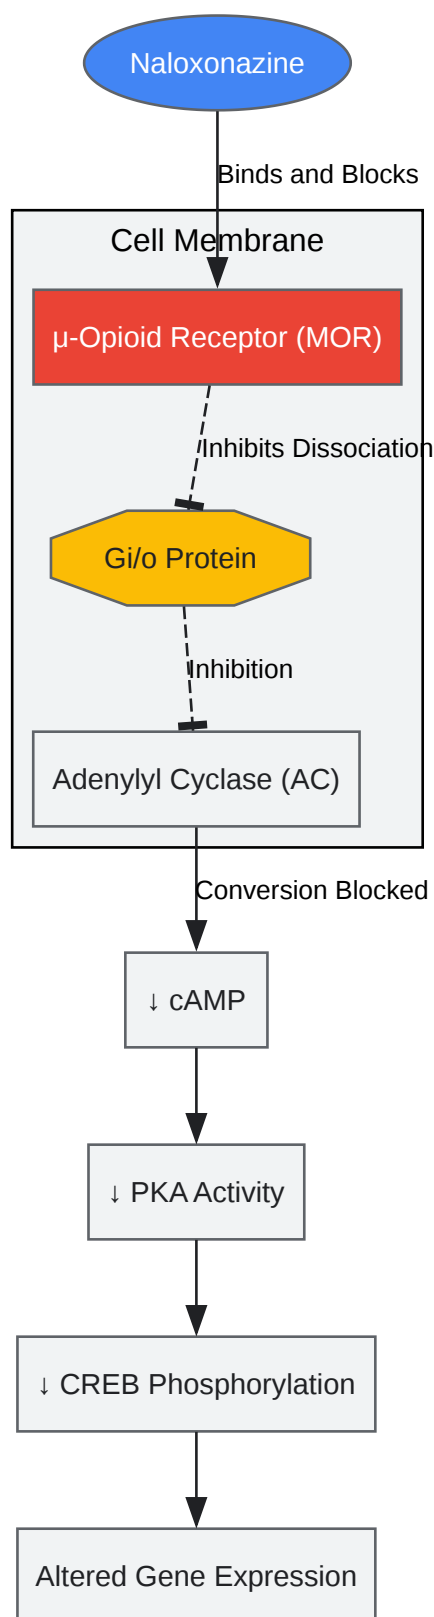 Naloxonazine
Binds and Blocks
Cell Membrane
μ-Opioid Receptor (MOR)
Inhibits Dissociation
Gi/o Protein
Inhibition
Adenylyl Cyclase (AC)
Conversion Blocked
↓ cAMP
↓ PKA Activity
↓ CREB Phosphorylation
Altered Gene Expression